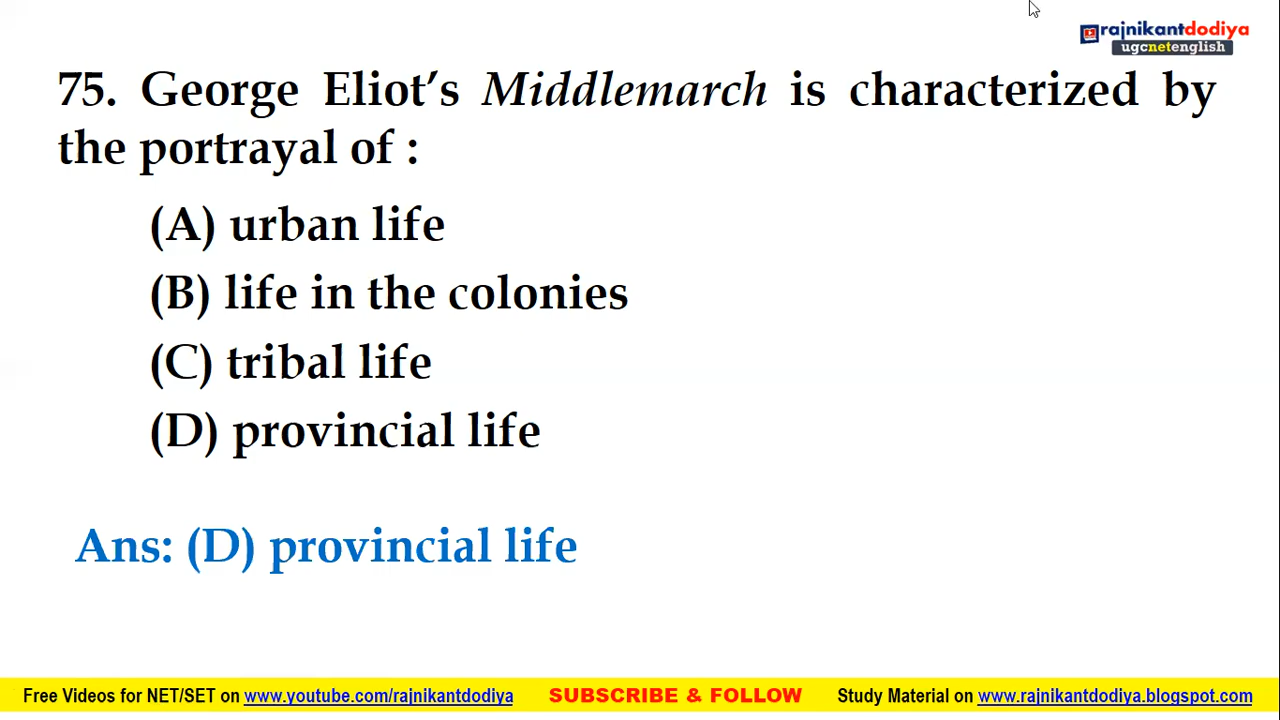 rajnikantdodiya
ugcnetenglish
75. George Eliot’s Middlemarch is characterized by
the portrayal of :
(A) urban life
(B) life in the colonies
(C) tribal life
(D) provincial life
Ans: (D) provincial life
Free Videos for NET/SET on www.youtube.com/rajnikantdodiya SUBSCRIBE & FOLLOW Study Material on www.rajnikantdodiya.blogspot.com